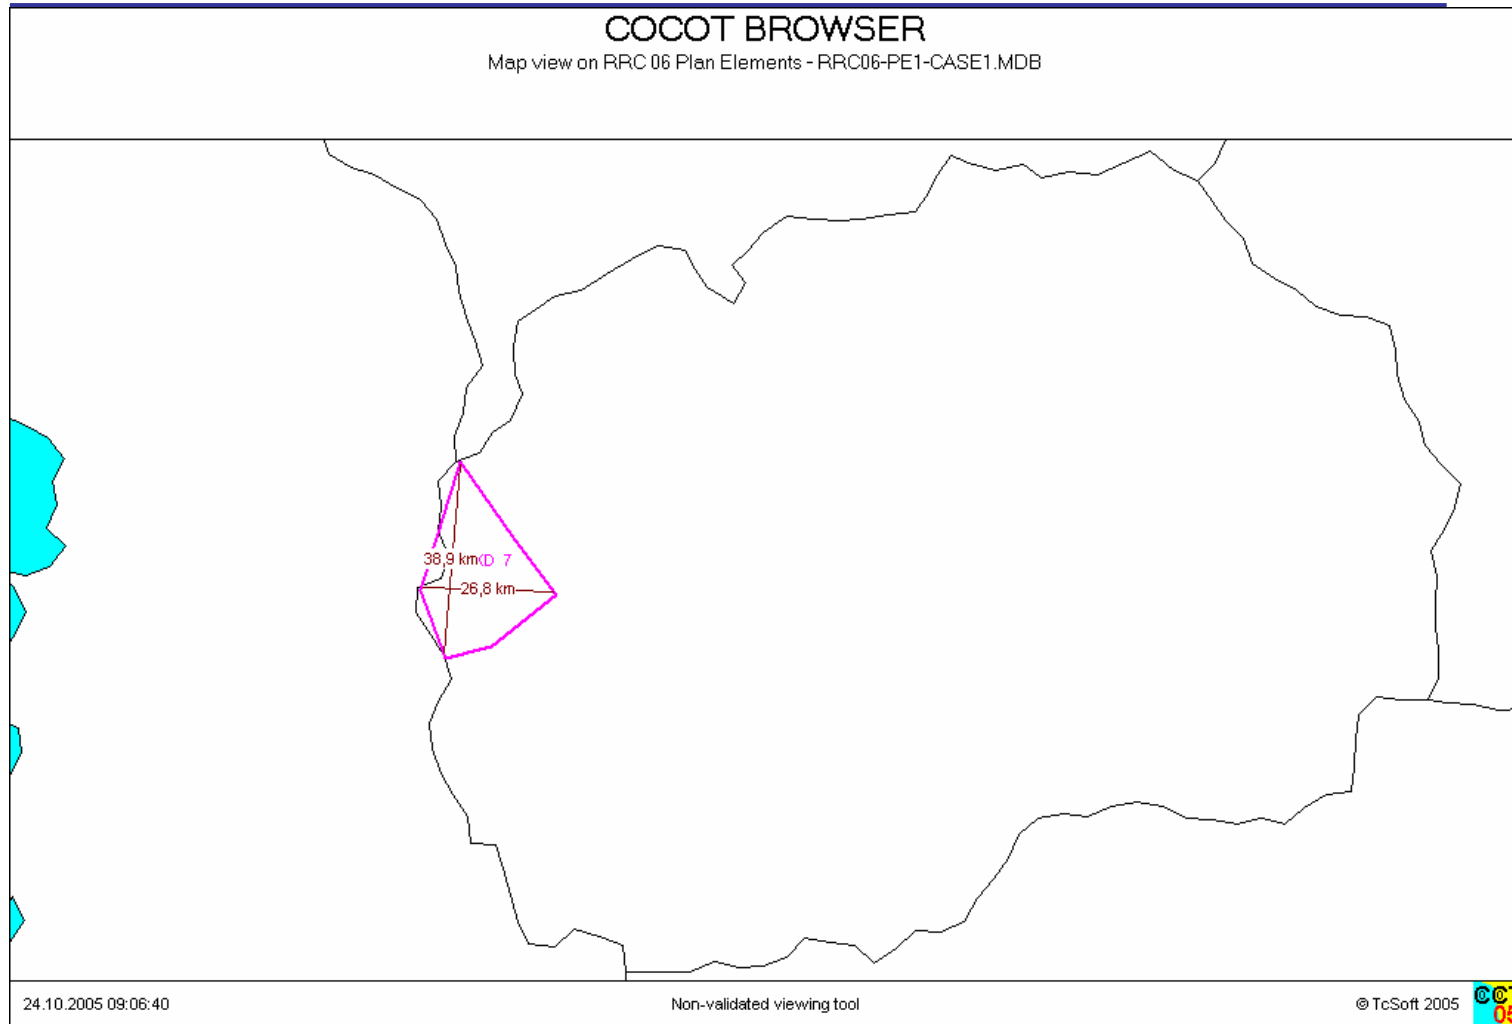 COCOT BROWSER
Map view on RRC 06 Plan Elements - RRC06-PE1-CASE1.MDB
38,9 km
D 7
26,8 km
24.10.2005 09:06:40
Non-validated viewing tool
© TcSoft 2005